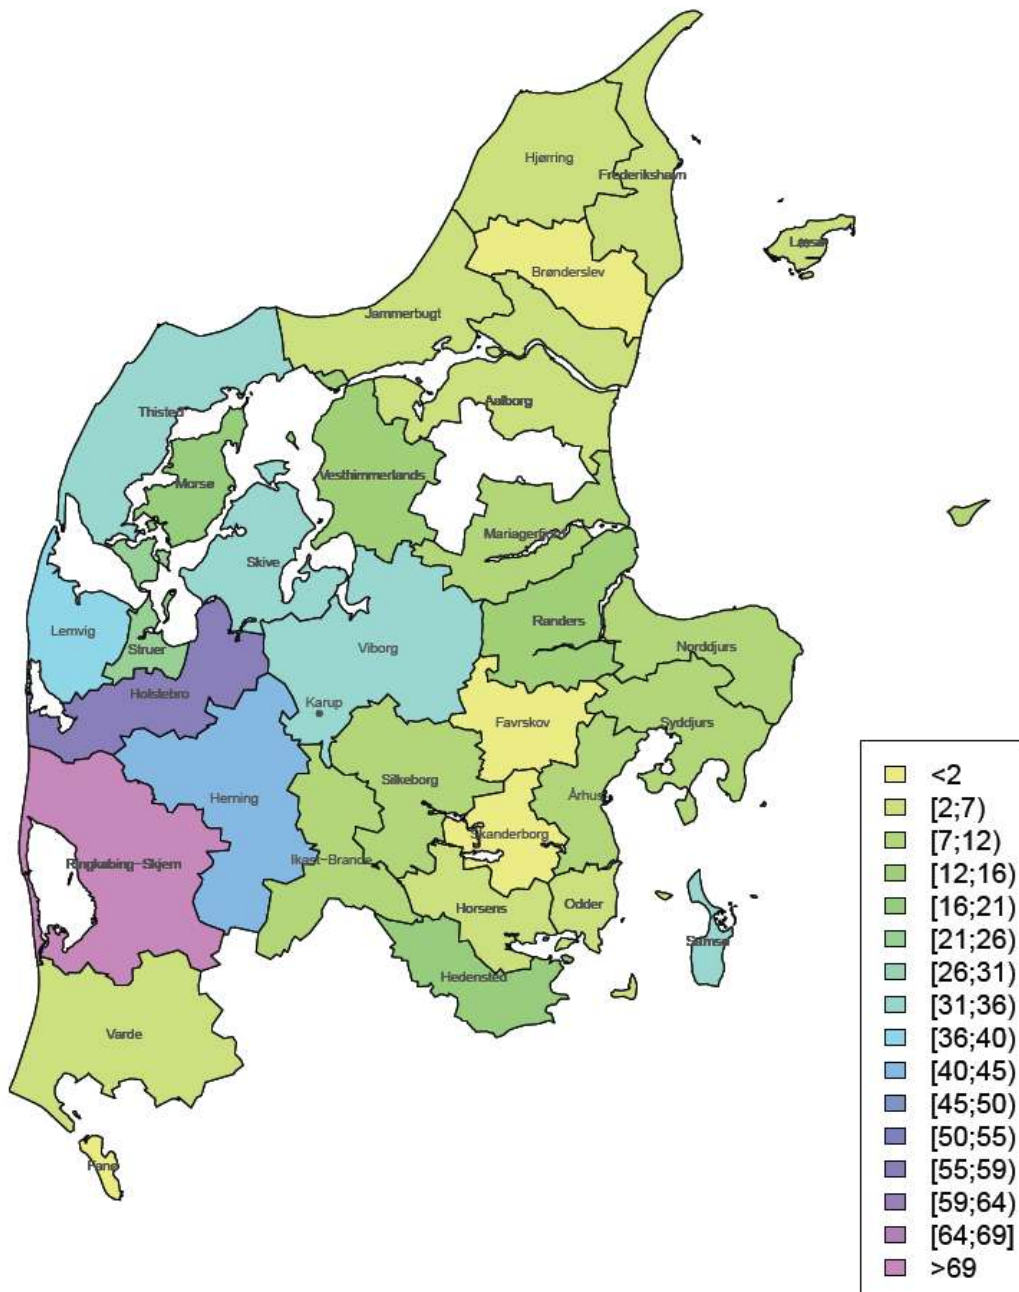 Hjørring
Frederikshavn
Læsø
Brønderslev
Jammerbugt
Aalborg
Thisted
Vesthimmerlands
Morsø
Mariagerfjord
Skive
Randers
Lemvig
Struer
Viborg
Norddjurs
Holstebro
Karup
Favrskov
Syddjurs
Silkeborg
Herning
Århus
Skanderborg
Ikast-Brande
Ringkøbing-Skjern
Horsens
Odder
Samsø
Hedensted
Varde
Fanø
<2
[2;7)
[7;12)
[12;16)
[16;21)
[21;26)
[26;31)
[31;36)
[36;40)
[40;45)
[45;50)
[50;55)
[55;59)
[59;64)
[64;69]
>69